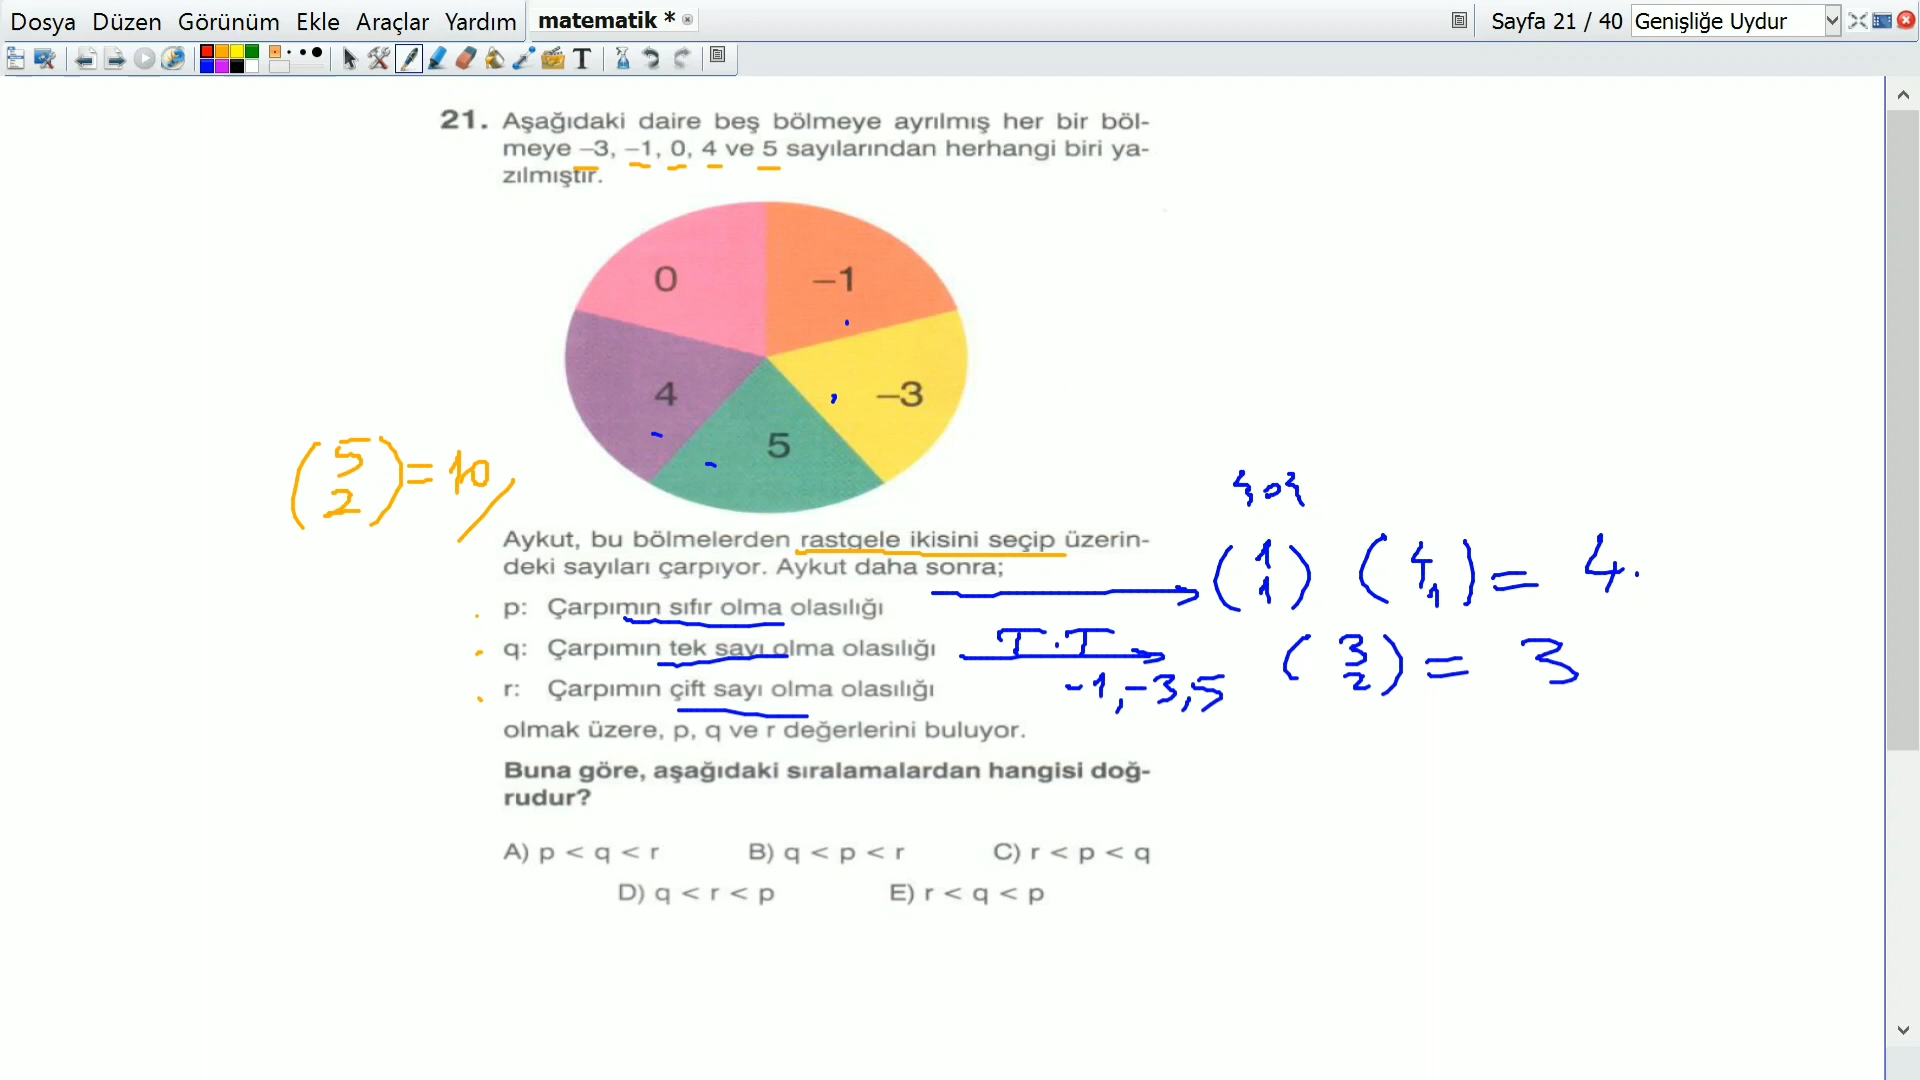 Dosya Düzen Görünüm Ekle Araçlar Yardım
matematik *
Sayfa 21 / 40
Genişliğe Uydur
T
21. Aşağıdaki daire beş bölmeye ayrılmış her bir böl-
meye –3, –1, 0, 4 ve 5 sayılarından herhangi biri ya-
zılmıştır.
0
–1
4
–3
5
(5 2) = 10
Aykut, bu bölmelerden rastgele ikisini seçip üzerin-
deki sayıları çarpıyor. Aykut daha sonra;
{0}
(1 1) (4 1) = 4.
p: Çarpımın sıfır olma olasılığı
q: Çarpımın tek sayı olma olasılığı
T.T
(3 2) = 3
-1, -3, 5
r: Çarpımın çift sayı olma olasılığı
olmak üzere, p, q ve r değerlerini buluyor.
Buna göre, aşağıdaki sıralamalardan hangisi doğ-
rudur?
A) p < q < r B) q < p < r C) r < p < q
D) q < r < p E) r < q < p